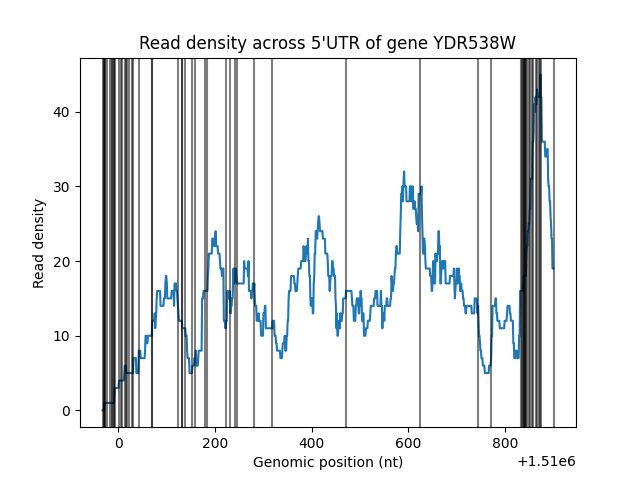 Read density across 5'UTR of gene YDR538W
Read density
40
30
20
10
0
0 200 400 600 800
+1.51e6
Genomic position (nt)